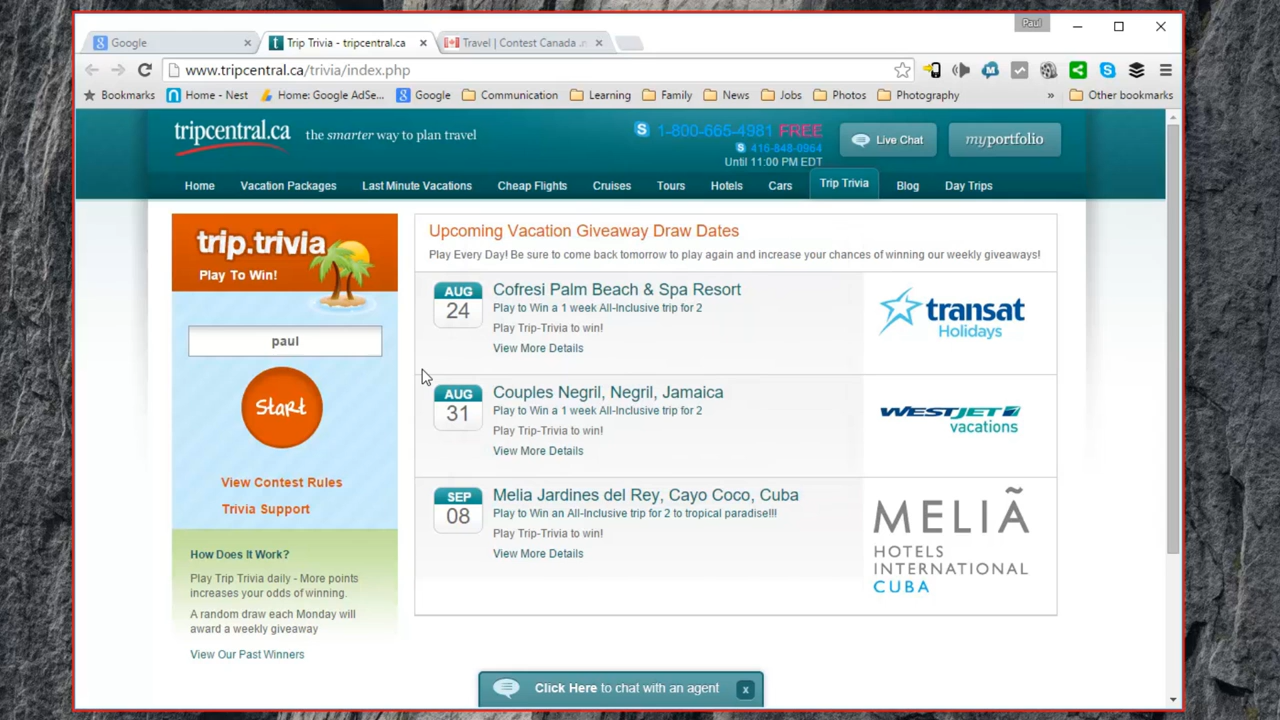 Paul
Google
Trip Trivia - tripcentral.ca
Travel | Contest Canada .n
www.tripcentral.ca/trivia/index.php
Bookmarks
Home - Nest
Home: Google AdSe...
Google
Communication
Learning
Family
News
Jobs
Photos
Photography
»
Other bookmarks
tripcentral.ca the smarter way to plan travel
1-800-665-4981 FREE
416-848-0964
Until 11:00 PM EDT
Live Chat
myportfolio
Home
Vacation Packages
Last Minute Vacations
Cheap Flights
Cruises
Tours
Hotels
Cars
Trip Trivia
Blog
Day Trips
trip.trivia
Play To Win!
paul
Start
View Contest Rules
Trivia Support
How Does It Work?
Play Trip Trivia daily - More points
increases your odds of winning.
A random draw each Monday will
award a weekly giveaway
View Our Past Winners
Upcoming Vacation Giveaway Draw Dates
Play Every Day! Be sure to come back tomorrow to play again and increase your chances of winning our weekly giveaways!
AUG
24
Cofresi Palm Beach & Spa Resort
Play to Win a 1 week All-Inclusive trip for 2
Play Trip-Trivia to win!
View More Details
transat
Holidays
AUG
31
Couples Negril, Negril, Jamaica
Play to Win a 1 week All-Inclusive trip for 2
Play Trip-Trivia to win!
View More Details
WESTJET
vacations
SEP
08
Melia Jardines del Rey, Cayo Coco, Cuba
Play to Win an All-Inclusive trip for 2 to tropical paradise!!!
Play Trip-Trivia to win!
View More Details
MELIÃ
HOTELS
INTERNATIONAL
CUBA
Click Here to chat with an agent
x